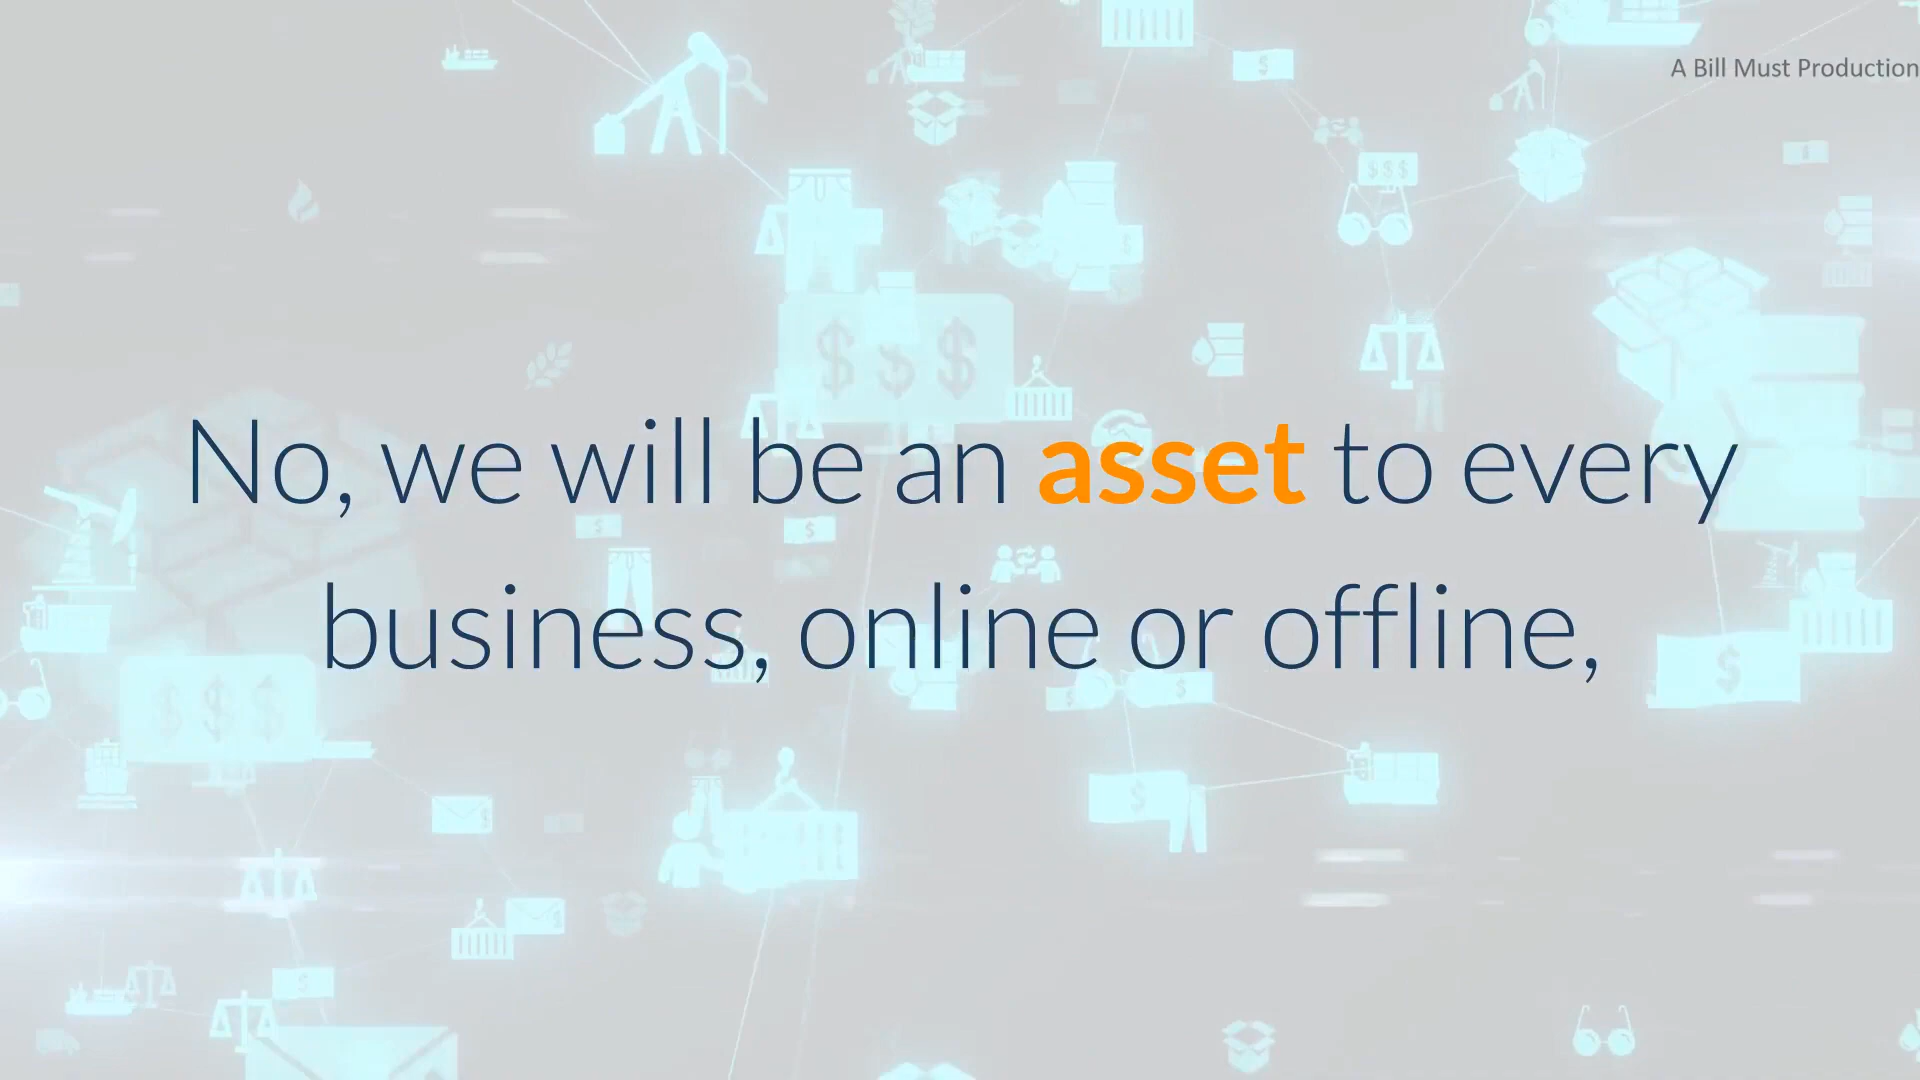 A Bill Must Production
No, we will be an asset to every
business, online or offline,